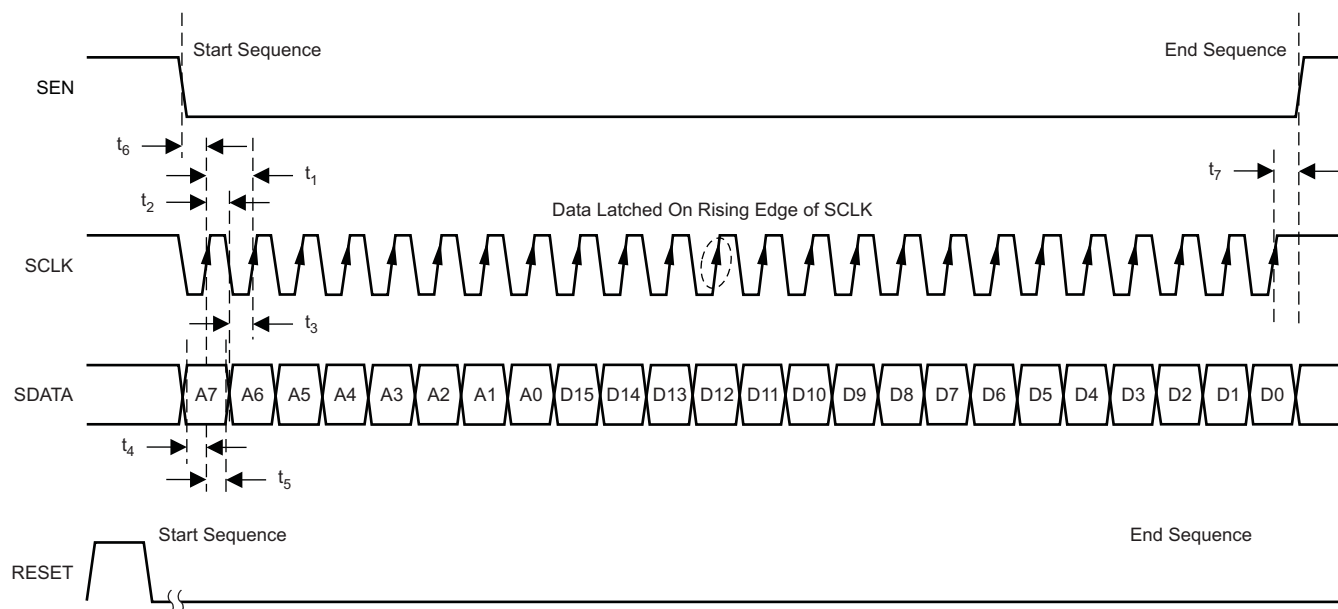 Start Sequence
End Sequence
SEN
t6
t1
t7
t2
Data Latched On Rising Edge of SCLK
SCLK
t3
SDATA A7 A6 A5 A4 A3 A2 A1 A0 D15 D14 D13 D12 D11 D10 D9 D8 D7 D6 D5 D4 D3 D2 D1 D0
t4
t5
Start Sequence
End Sequence
RESET